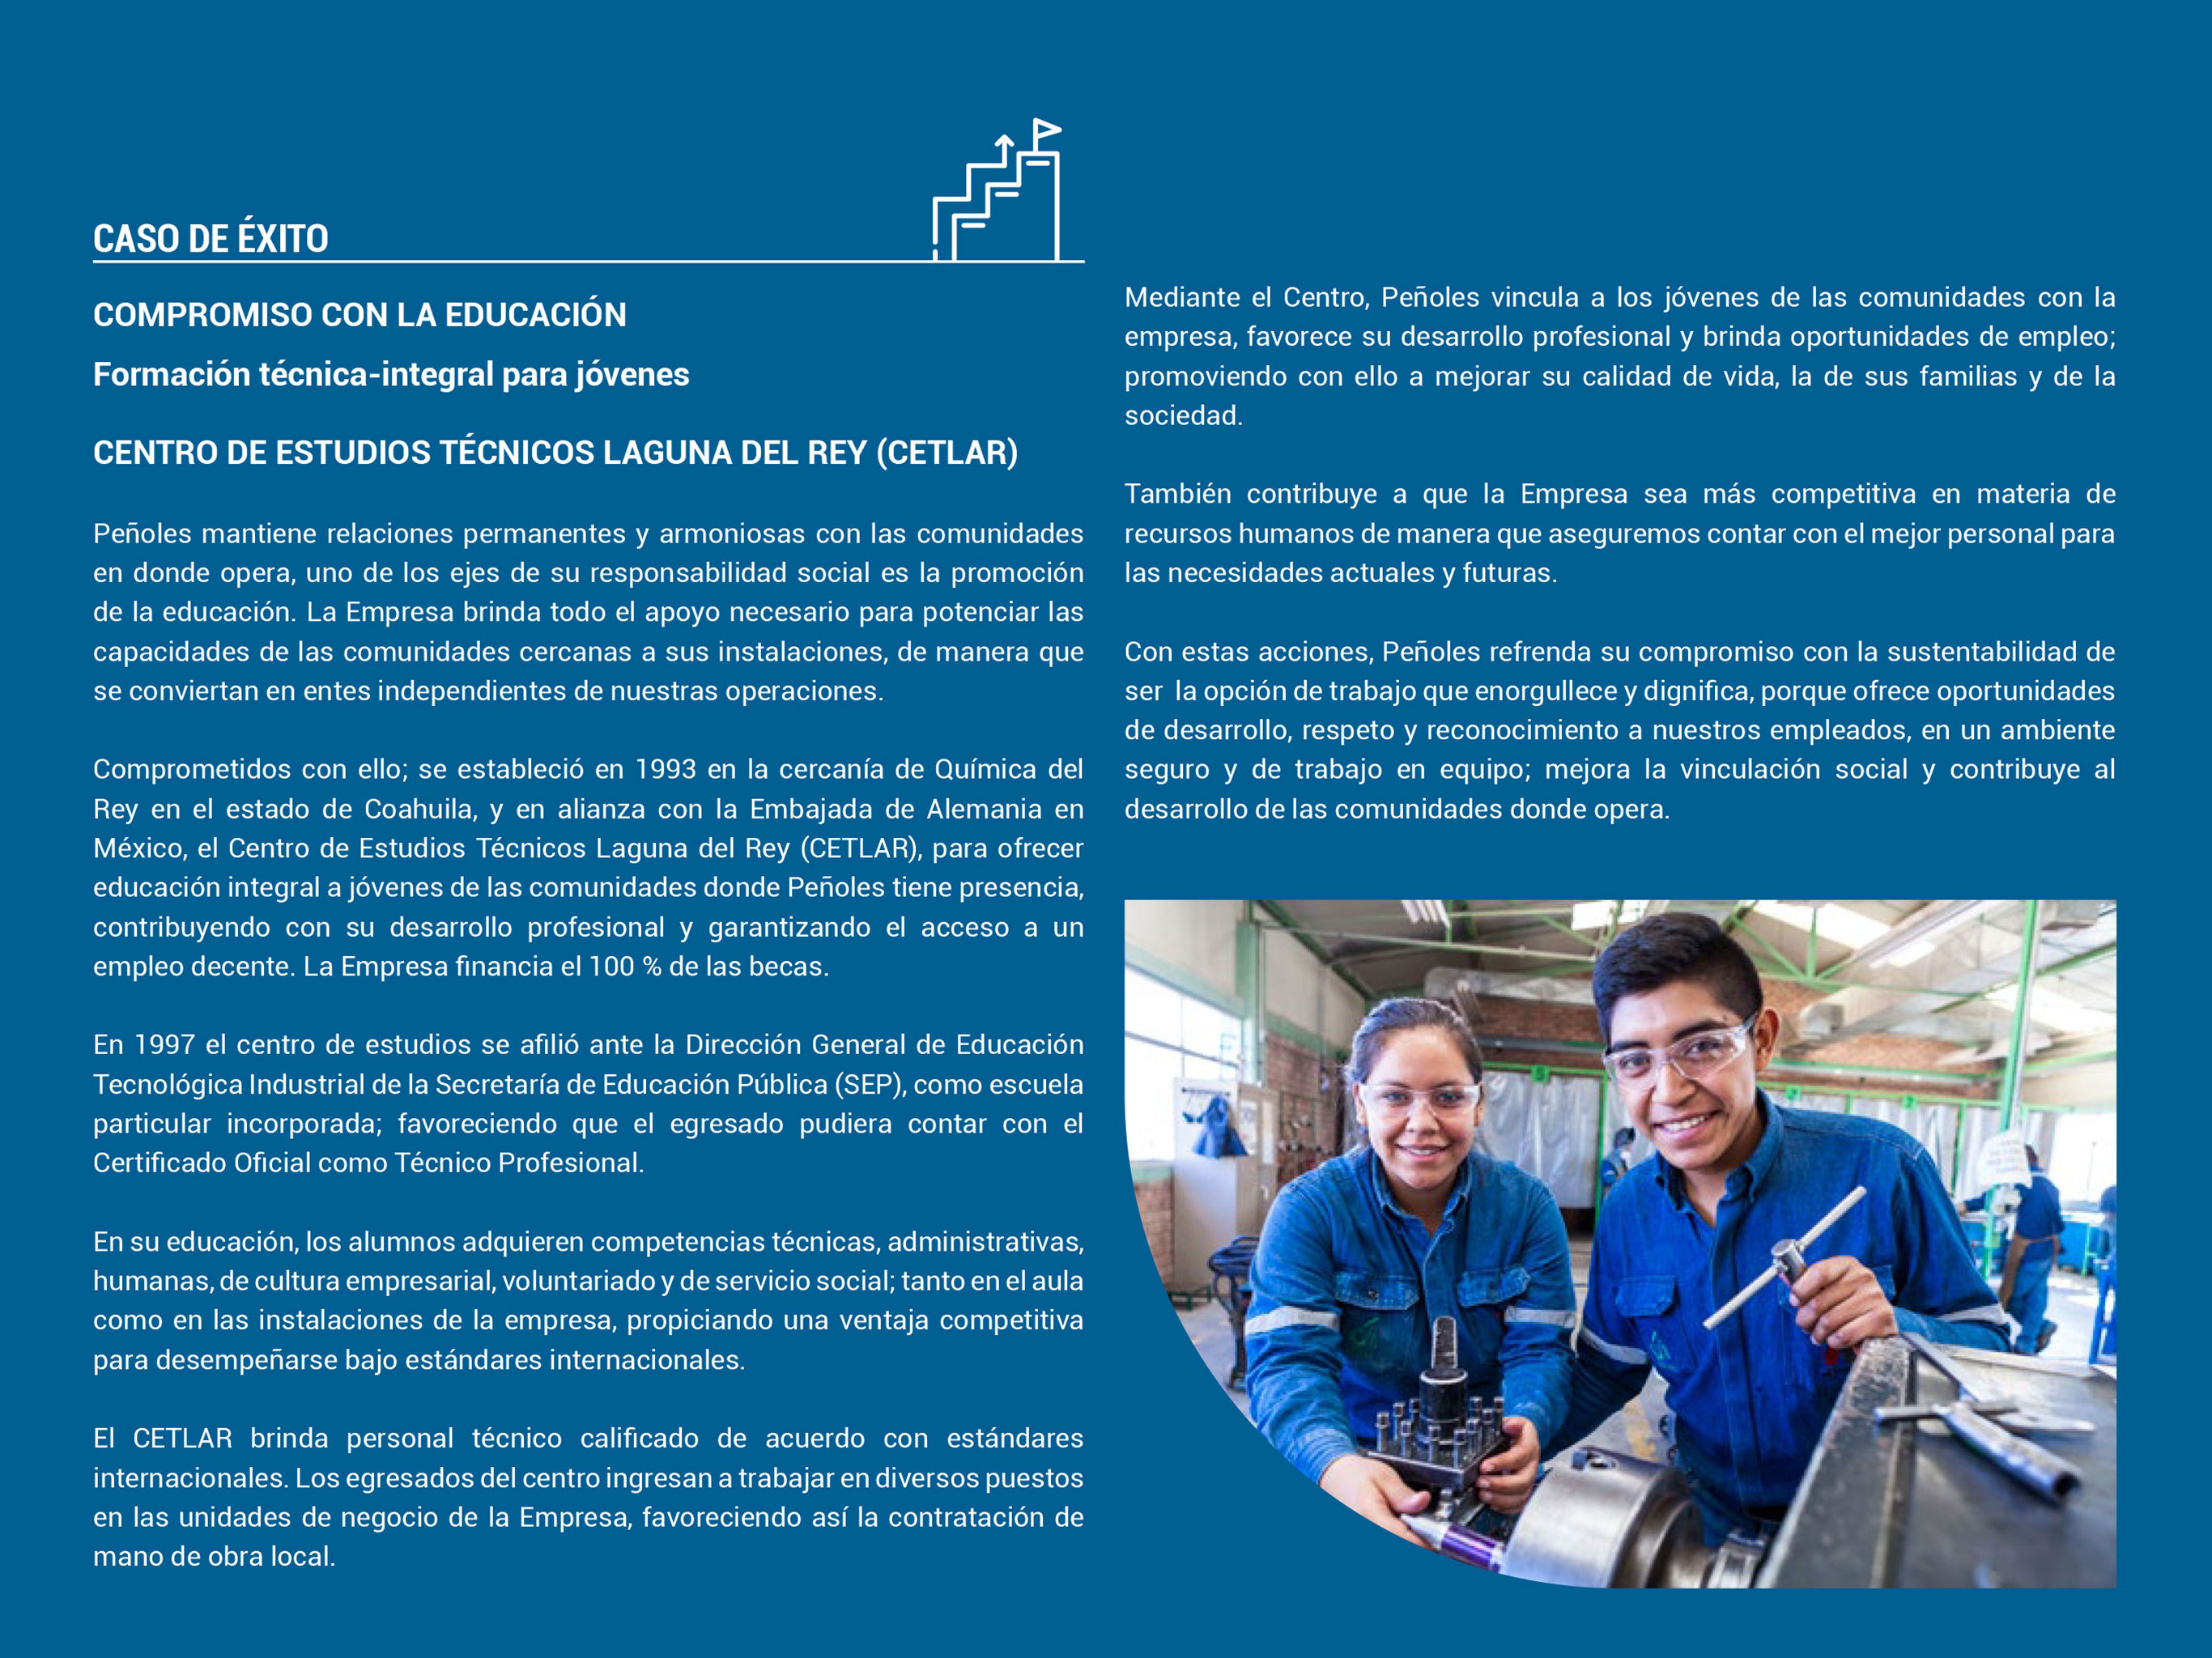 CASO DE ÉXITO
COMPROMISO CON LA EDUCACIÓN
Formación técnica-integral para jóvenes
CENTRO DE ESTUDIOS TÉCNICOS LAGUNA DEL REY (CETLAR)
Peñoles mantiene relaciones permanentes y armoniosas con las comunidades
en donde opera, uno de los ejes de su responsabilidad social es la promoción
de la educación. La Empresa brinda todo el apoyo necesario para potenciar las
capacidades de las comunidades cercanas a sus instalaciones, de manera que
se conviertan en entes independientes de nuestras operaciones.
Comprometidos con ello; se estableció en 1993 en la cercanía de Química del
Rey en el estado de Coahuila, y en alianza con la Embajada de Alemania en
México, el Centro de Estudios Técnicos Laguna del Rey (CETLAR), para ofrecer
educación integral a jóvenes de las comunidades donde Peñoles tiene presencia,
contribuyendo con su desarrollo profesional y garantizando el acceso a un
empleo decente. La Empresa financia el 100 % de las becas.
En 1997 el centro de estudios se afilió ante la Dirección General de Educación
Tecnológica Industrial de la Secretaría de Educación Pública (SEP), como escuela
particular incorporada; favoreciendo que el egresado pudiera contar con el
Certificado Oficial como Técnico Profesional.
En su educación, los alumnos adquieren competencias técnicas, administrativas,
humanas, de cultura empresarial, voluntariado y de servicio social; tanto en el aula
como en las instalaciones de la empresa, propiciando una ventaja competitiva
para desempeñarse bajo estándares internacionales.
El CETLAR brinda personal técnico calificado de acuerdo con estándares
internacionales. Los egresados del centro ingresan a trabajar en diversos puestos
en las unidades de negocio de la Empresa, favoreciendo así la contratación de
mano de obra local.
Mediante el Centro, Peñoles vincula a los jóvenes de las comunidades con la
empresa, favorece su desarrollo profesional y brinda oportunidades de empleo;
promoviendo con ello a mejorar su calidad de vida, la de sus familias y de la
sociedad.
También contribuye a que la Empresa sea más competitiva en materia de
recursos humanos de manera que aseguremos contar con el mejor personal para
las necesidades actuales y futuras.
Con estas acciones, Peñoles refrenda su compromiso con la sustentabilidad de
ser la opción de trabajo que enorgullece y dignifica, porque ofrece oportunidades
de desarrollo, respeto y reconocimiento a nuestros empleados, en un ambiente
seguro y de trabajo en equipo; mejora la vinculación social y contribuye al
desarrollo de las comunidades donde opera.